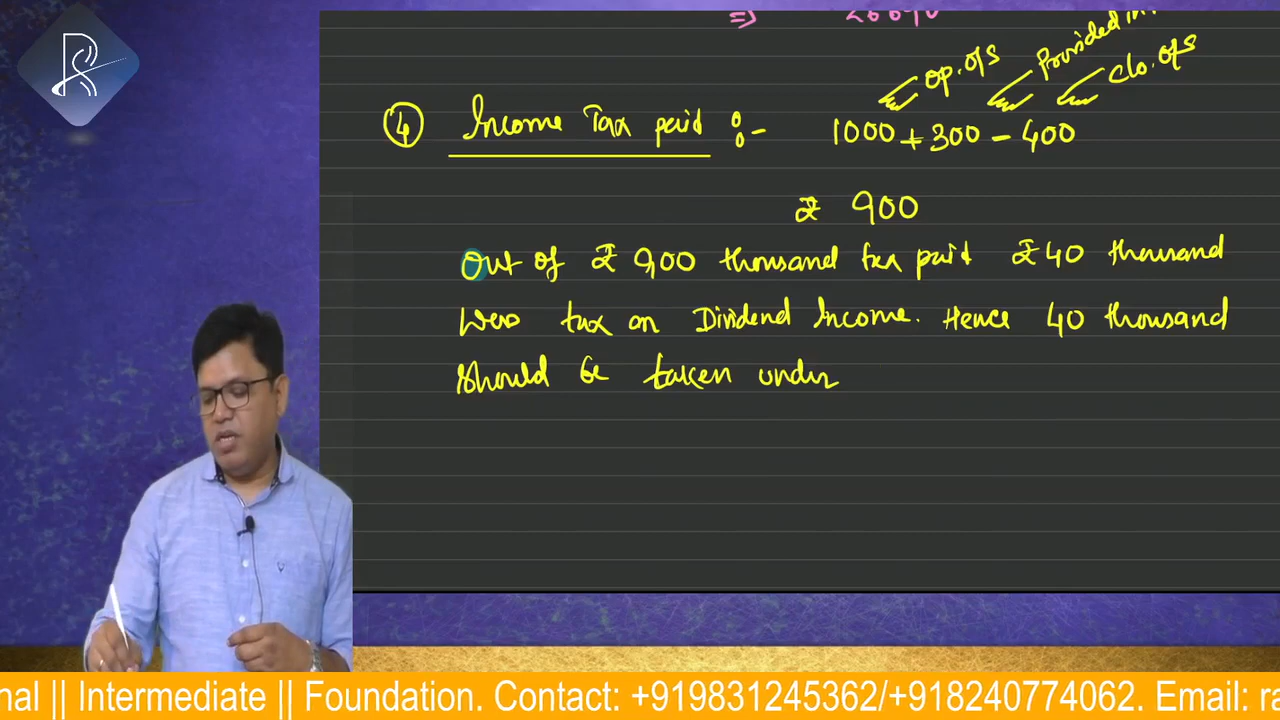 ⇒ 20090
Op. o/s Provided in Clo. o/s
④ Income Tax paid :- 1000 + 300 - 400
₹ 900
Out of ₹ 900 thousand tax paid ₹ 40 thousand
were tax on Dividend Income. Hence 40 thousand
should be taken under
nal || Intermediate || Foundation. Contact: +919831245362/+918240774062. Email: ra